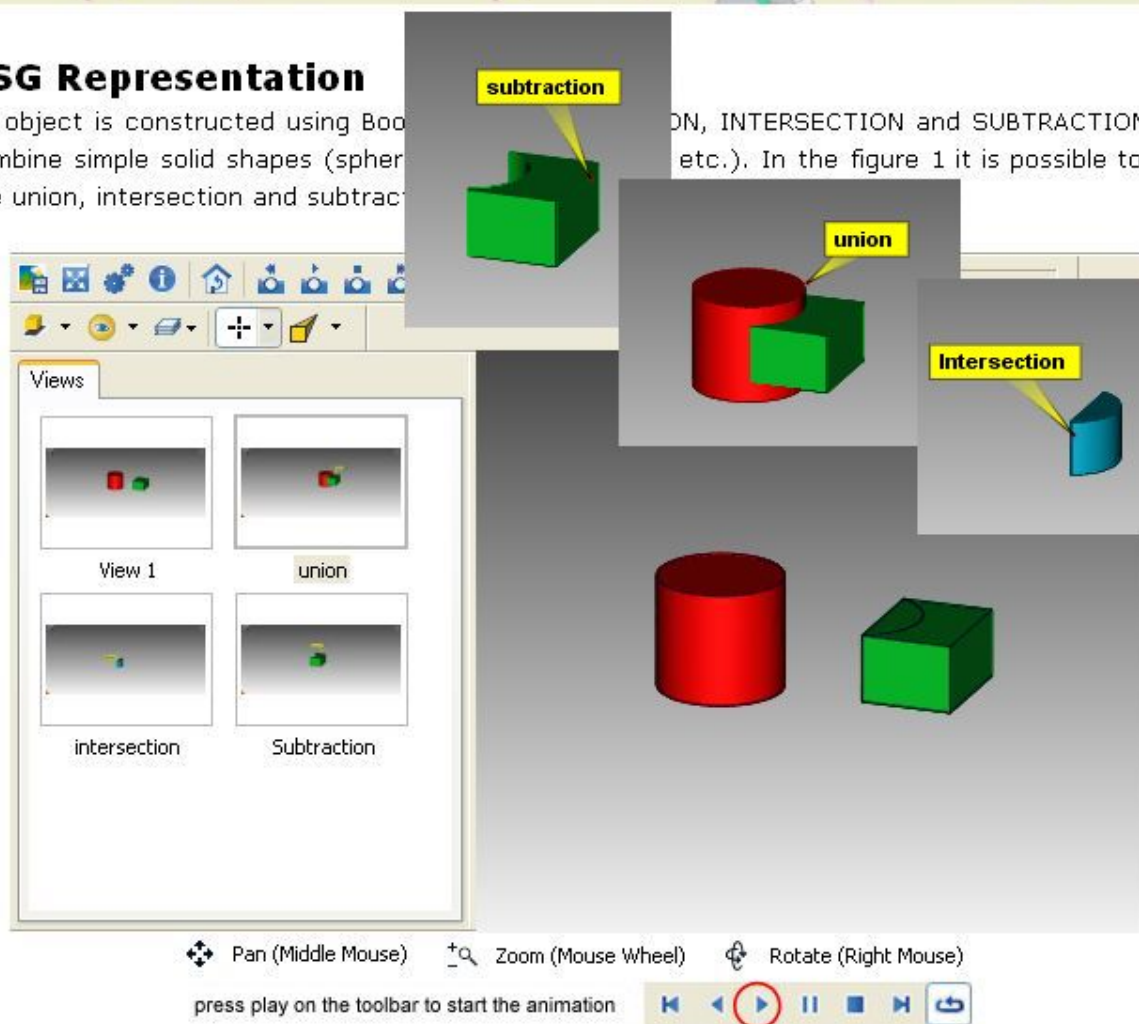 SG Representation
subtraction
object is constructed using Boo ON, INTERSECTION and SUBTRACTION
mbine simple solid shapes (spher etc.). In the figure 1 it is possible to
union, intersection and subtrac
union
Intersection
Views
View 1
union
intersection
Subtraction
Pan (Middle Mouse) Zoom (Mouse Wheel) Rotate (Right Mouse)
press play on the toolbar to start the animation